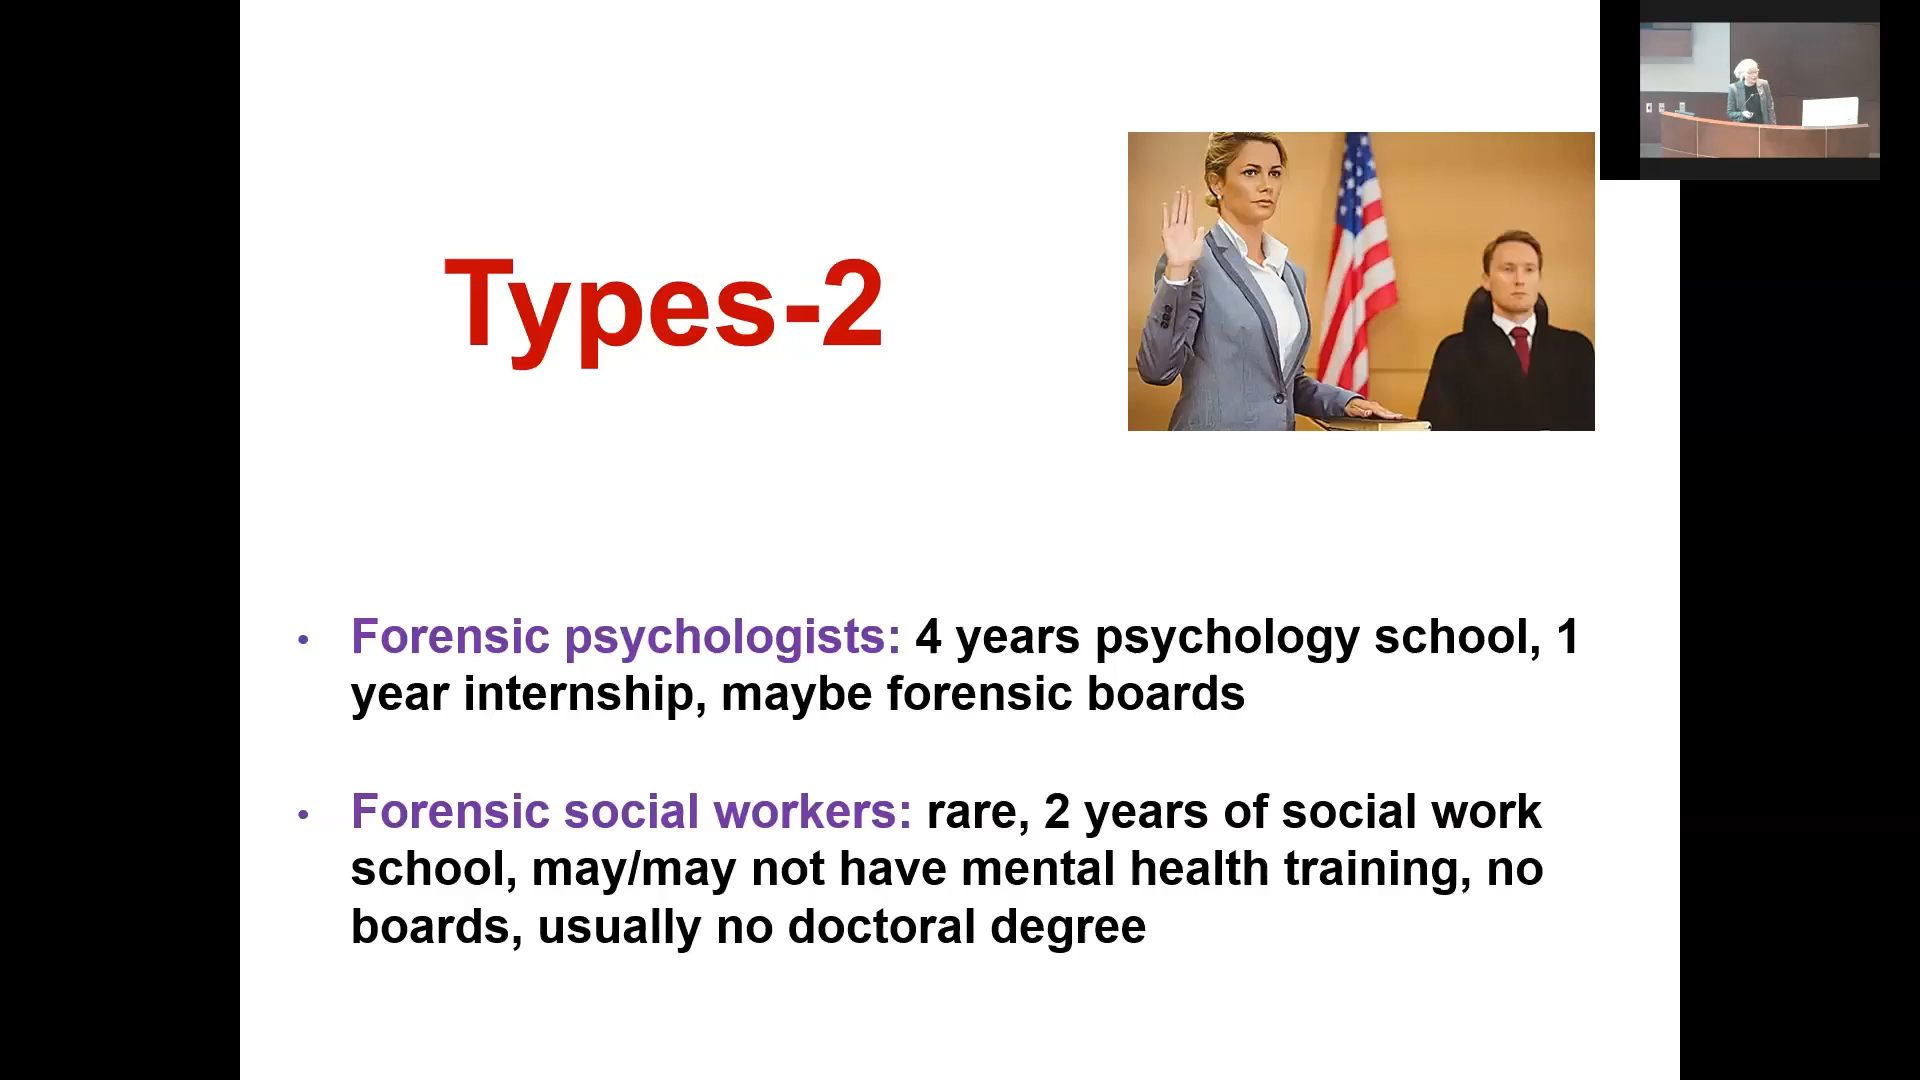 Types-2
• Forensic psychologists: 4 years psychology school, 1
year internship, maybe forensic boards
• Forensic social workers: rare, 2 years of social work
school, may/may not have mental health training, no
boards, usually no doctoral degree